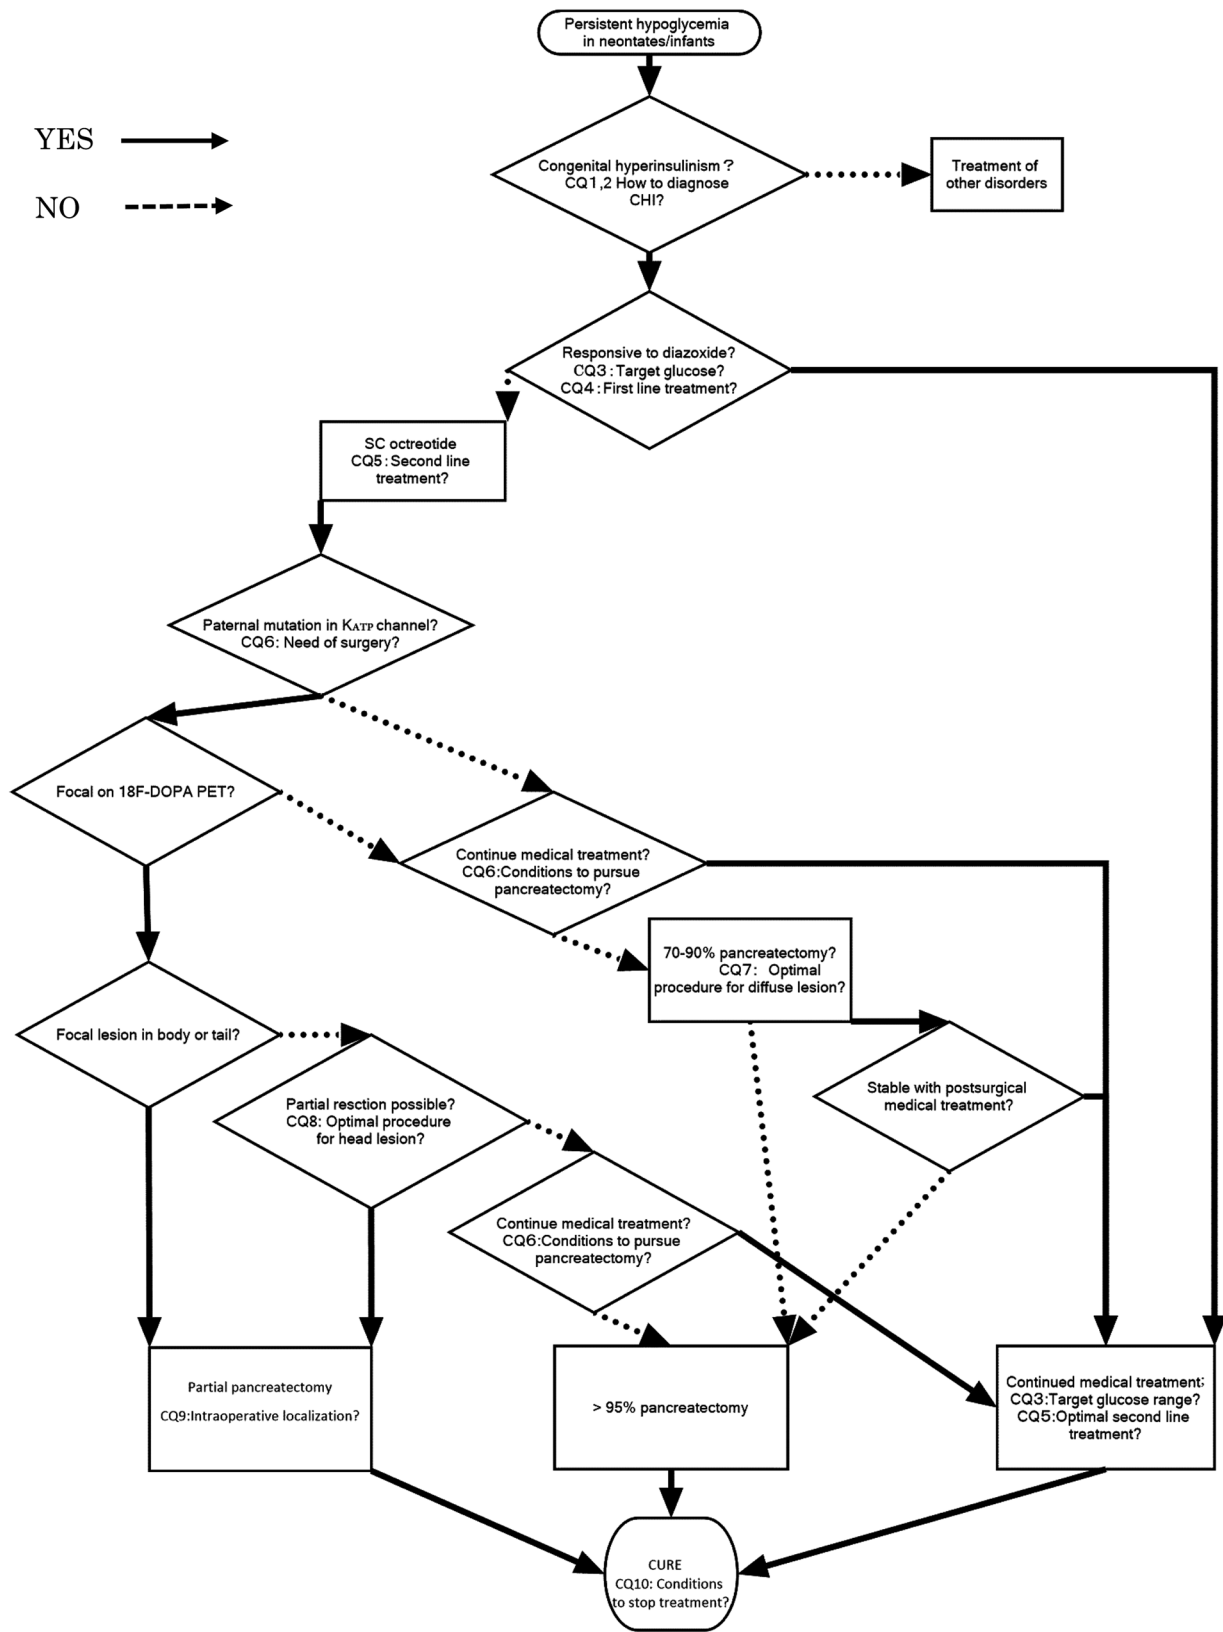 Persistent hypoglycemia
in neontates/infants
YES
NO
Congenital hyperinsulinism？
CQ1,2 How to diagnose
CHI?
Treatment of
other disorders
Responsive to diazoxide?
CQ3：Target glucose?
CQ4：First line treatment?
SC octreotide
CQ5：Second line
treatment?
Paternal mutation in KATP channel?
CQ6: Need of surgery?
Focal on 18F-DOPA PET?
Continue medical treatment?
CQ6:Conditions to pursue
pancreatectomy?
70-90% pancreatectomy?
CQ7： Optimal
procedure for diffuse lesion?
Focal lesion in body or tail?
Stable with postsurgical
medical treatment?
Partial resction possible?
CQ8: Optimal procedure
for head lesion?
Continue medical treatment?
CQ6:Conditions to pursue
pancreatectomy?
Partial pancreatectomy
CQ9:Intraoperative localization?
> 95% pancreatectomy
Continued medical treatment:
CQ3:Target glucose range?
CQ5:Optimal second line
treatment?
CURE
CQ10: Conditions
to stop treatment?